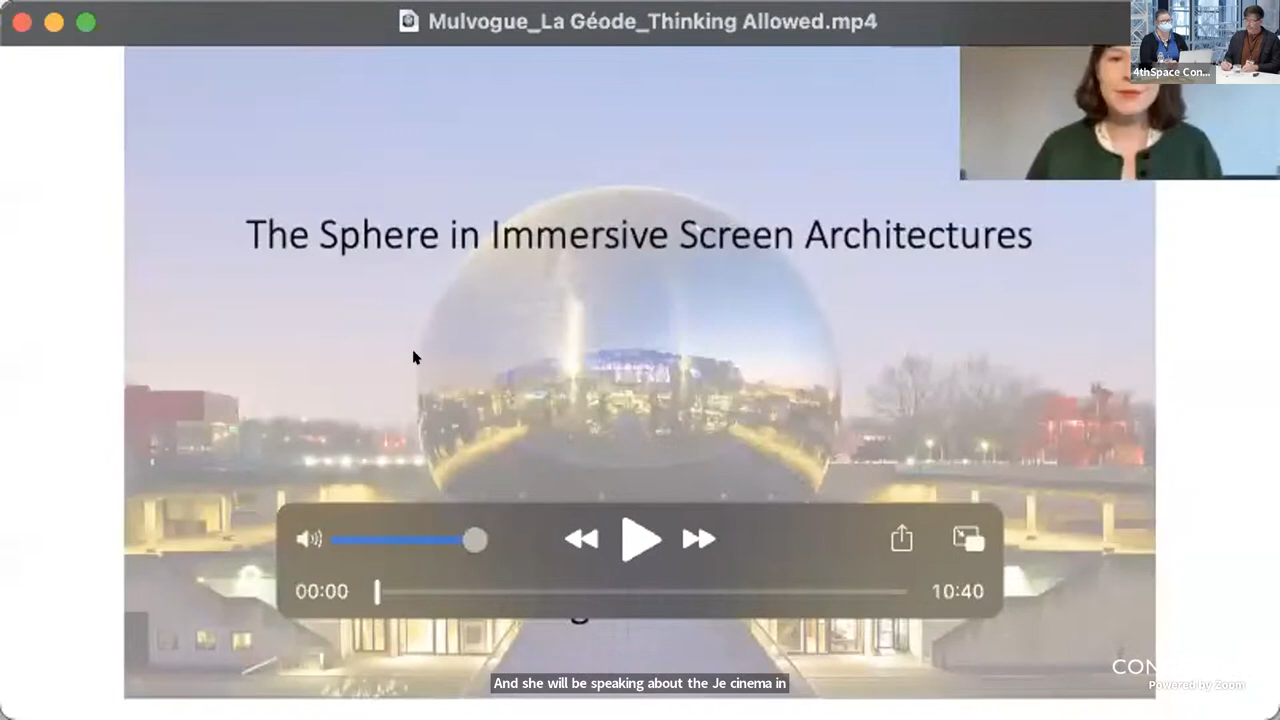 Mulvogue_La Géode_Thinking Allowed.mp4
4thSpace Con...
The Sphere in Immersive Screen Architectures
00:00
10:40
And she will be speaking about the Je cinema in
CON
Powered by Zoom